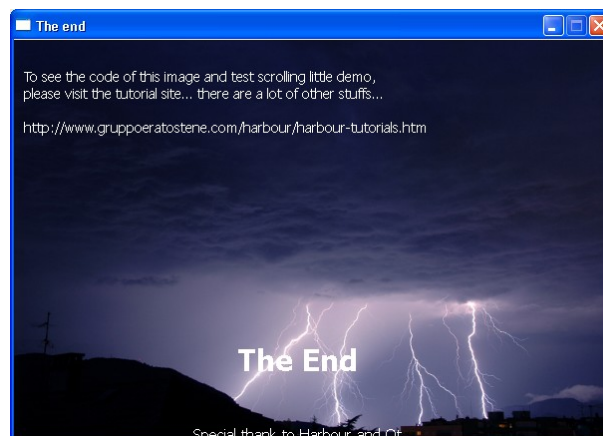 The end
To see the code of this image and test scrolling little demo,
please visit the tutorial site... there are a lot of other stuffs...
http://www.gruppoeratostene.com/harbour/harbour-tutorials.htm
The End
Special thank to Harbour and Qt